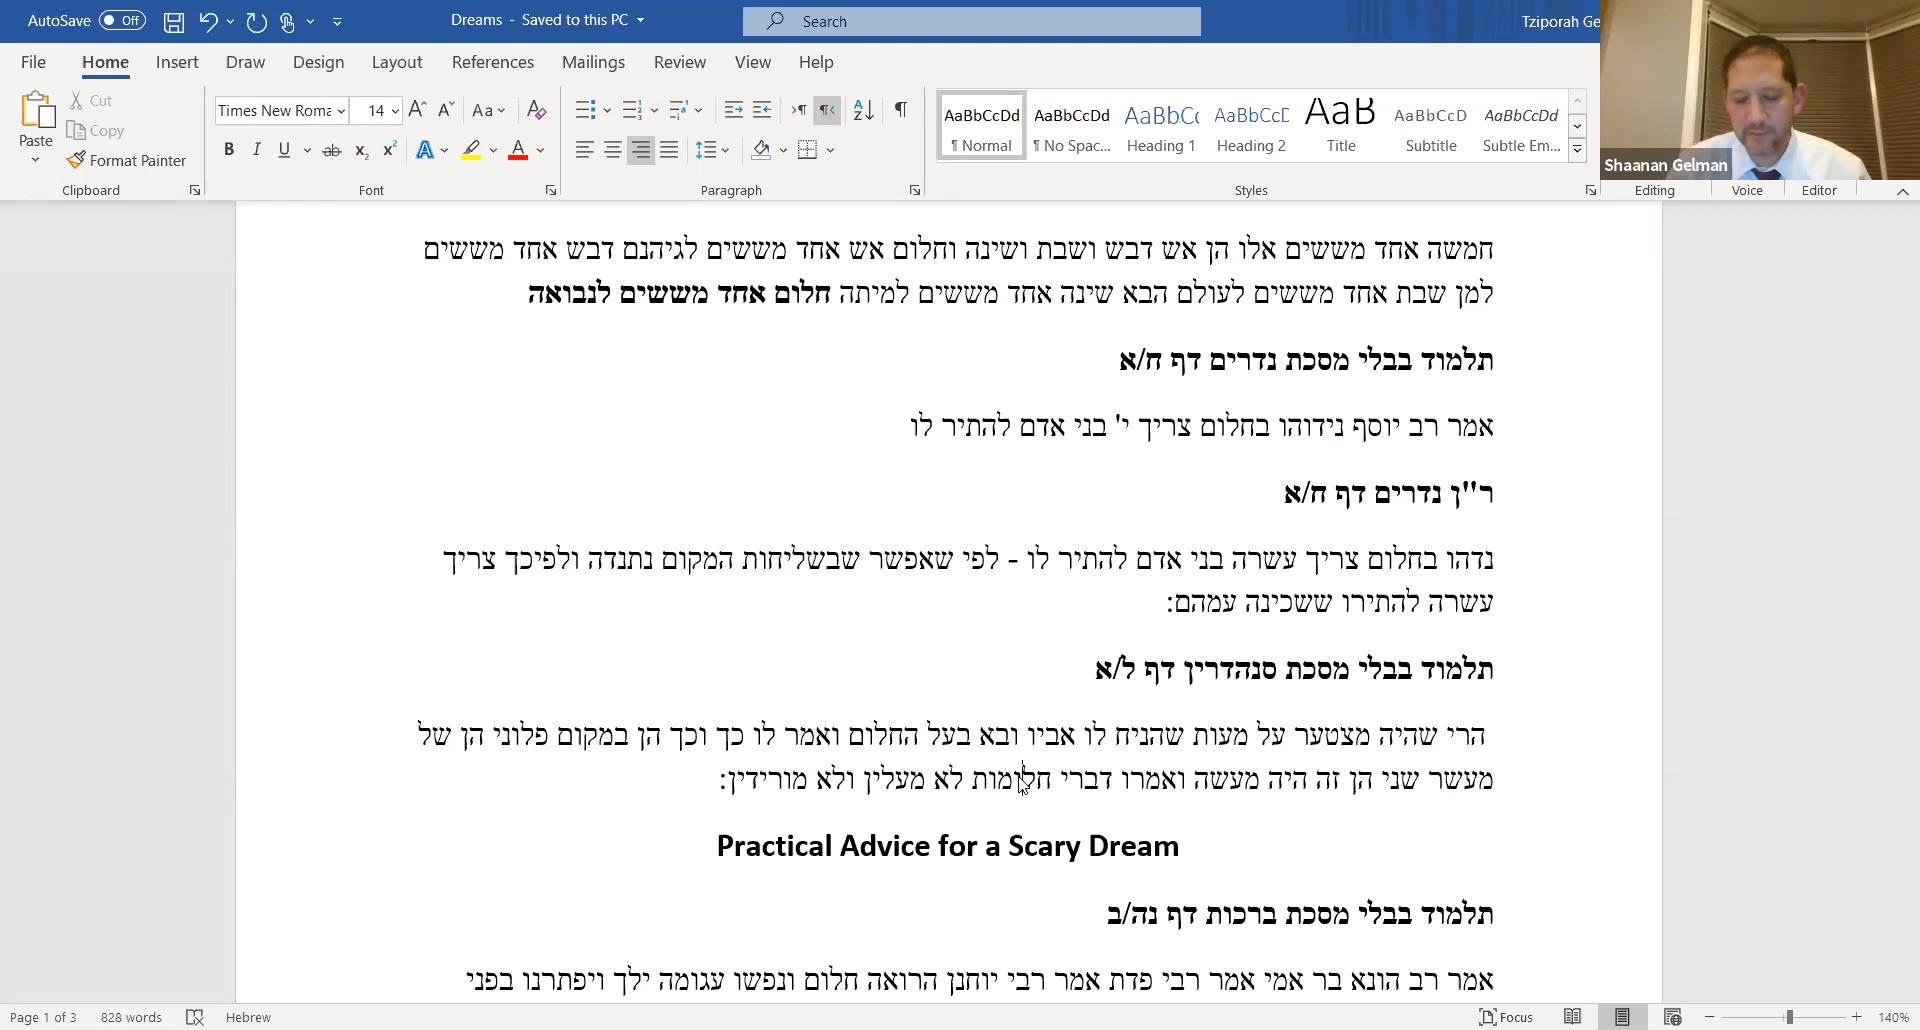 AutoSave Off
Dreams - Saved to this PC
Search
Tziporah Ge
File Home Insert Draw Design Layout References Mailings Review View Help
Paste
Cut
Copy
Format Painter
Clipboard
Times New Roma 14
Font
Paragraph
AaBbCcDd
¶ Normal
AaBbCcDd
¶ No Spac...
AaBbCc
Heading 1
AaBbCcD
Heading 2
AaB
Title
AaBbCcD
Subtitle
AaBbCcDd
Subtle Em...
Styles
Editing
Voice
Editor
Shaanan Gelman
חמשה אחד מששים אלו הן אש דבש ושבת ושינה וחלום אש אחד מששים לגיהנם דבש אחד מששים
למן שבת אחד מששים לעולם הבא שינה אחד מששים למיתה חלום אחד מששים לנבואה
תלמוד בבלי מסכת נדרים דף ח/א
אמר רב יוסף נידוהו בחלום צריך י' בני אדם להתיר לו
ר"ן נדרים דף ח/א
נדהו בחלום צריך עשרה בני אדם להתיר לו - לפי שאפשר שבשליחות המקום נתנדה ולפיכך צריך
עשרה להתירו ששכינה עמהם:
תלמוד בבלי מסכת סנהדרין דף ל/א
הרי שהיה מצטער על מעות שהניח לו אביו ובא בעל החלום ואמר לו כך וכך הן במקום פלוני הן של
מעשר שני הן זה היה מעשה ואמרו דברי חלומות לא מעלין ולא מורידין:
Practical Advice for a Scary Dream
תלמוד בבלי מסכת ברכות דף נה/ב
אמר רב הונא בר אמי אמר רבי פדת אמר רבי יוחנן הרואה חלום ונפשו עגומה ילך ויפתרנו בפני
Page 1 of 3 828 words Hebrew
Focus
140%